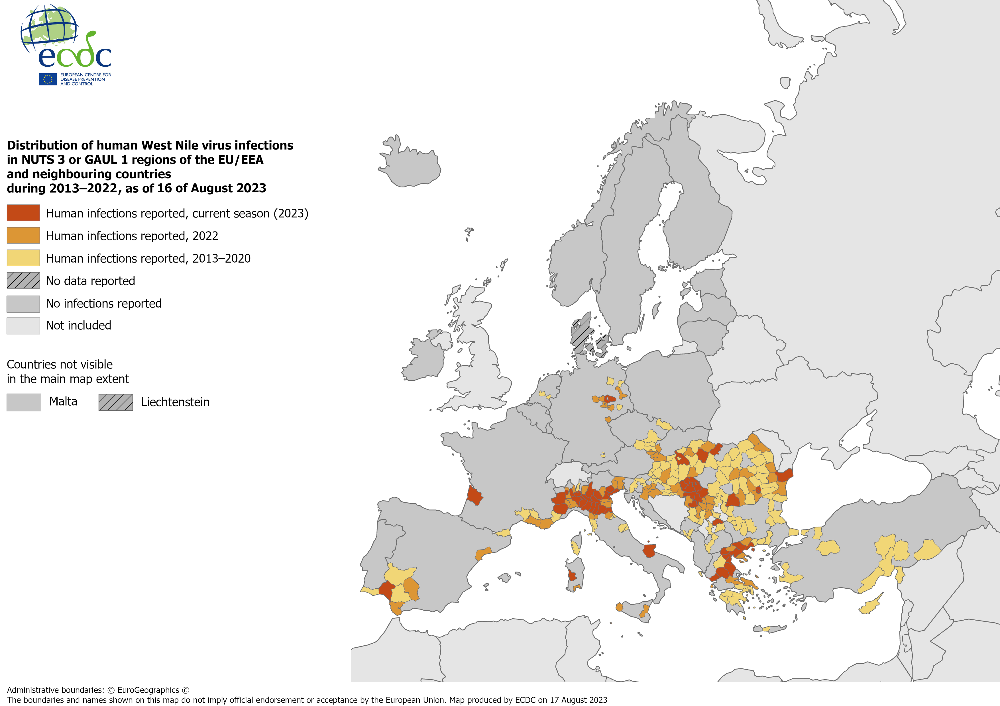 ecdc
EUROPEAN CENTRE FOR
DISEASE PREVENTION
AND CONTROL
Distribution of human West Nile virus infections
in NUTS 3 or GAUL 1 regions of the EU/EEA
and neighbouring countries
during 2013–2022, as of 16 of August 2023
Human infections reported, current season (2023)
Human infections reported, 2022
Human infections reported, 2013–2020
No data reported
No infections reported
Not included
Countries not visible
in the main map extent
Malta
Liechtenstein
Administrative boundaries: © EuroGeographics ©
The boundaries and names shown on this map do not imply official endorsement or acceptance by the European Union. Map produced by ECDC on 17 August 2023